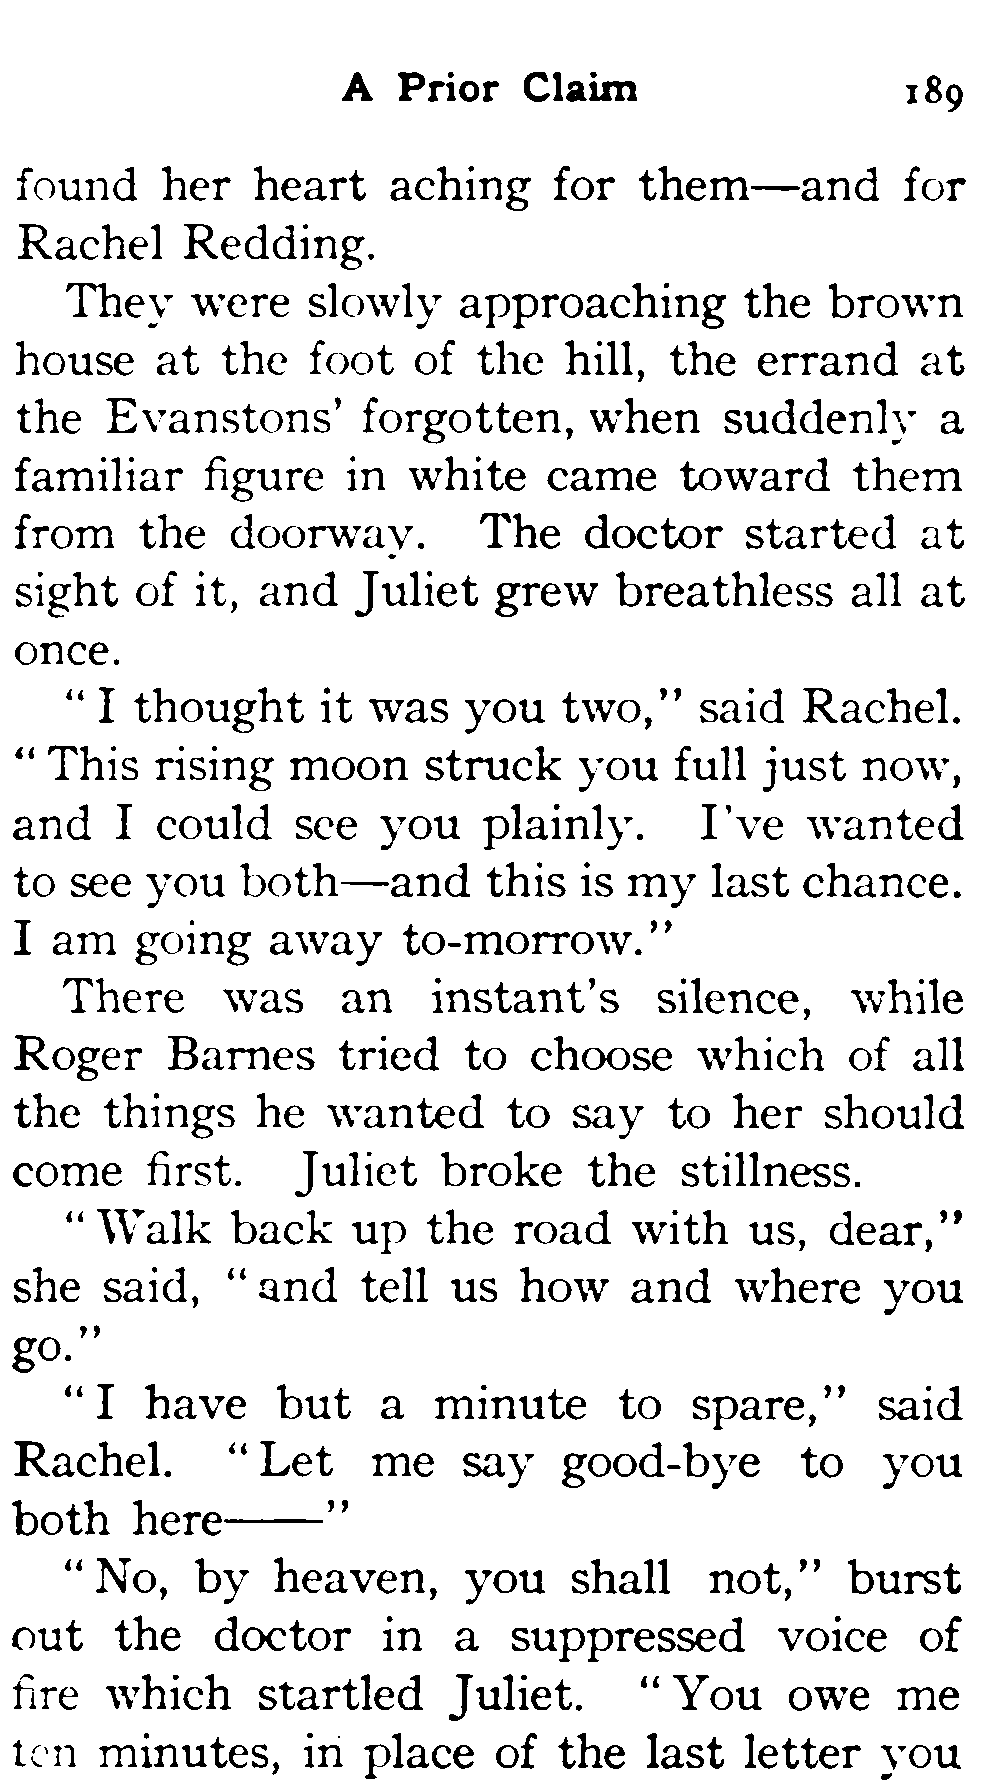 A Prior Claim 189
found her heart aching for them—and for
Rachel Redding.
They were slowly approaching the brown
house at the foot of the hill, the errand at
the Evanstons' forgotten, when suddenly a
familiar figure in white came toward them
from the doorway. The doctor started at
sight of it, and Juliet grew breathless all at
once.
"I thought it was you two," said Rachel.
"This rising moon struck you full just now,
and I could see you plainly. I've wanted
to see you both—and this is my last chance.
I am going away to-morrow."
There was an instant's silence, while
Roger Barnes tried to choose which of all
the things he wanted to say to her should
come first. Juliet broke the stillness.
"Walk back up the road with us, dear,"
she said, "and tell us how and where you
go."
"I have but a minute to spare," said
Rachel. "Let me say good-bye to you
both here——"
"No, by heaven, you shall not," burst
out the doctor in a suppressed voice of
fire which startled Juliet. "You owe me
ten minutes, in place of the last letter you